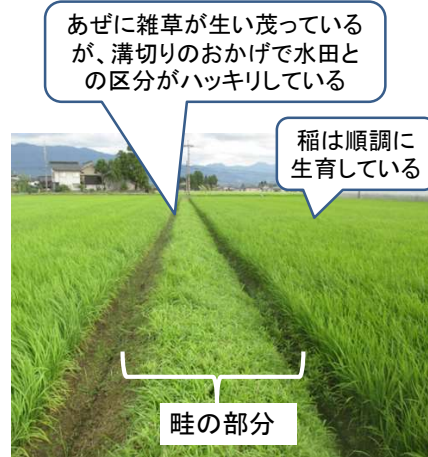 あぜに雑草が生い茂っている
が、溝切りのおかげで水田と
の区分がハッキリしている
稲は順調に
生育している
畦の部分